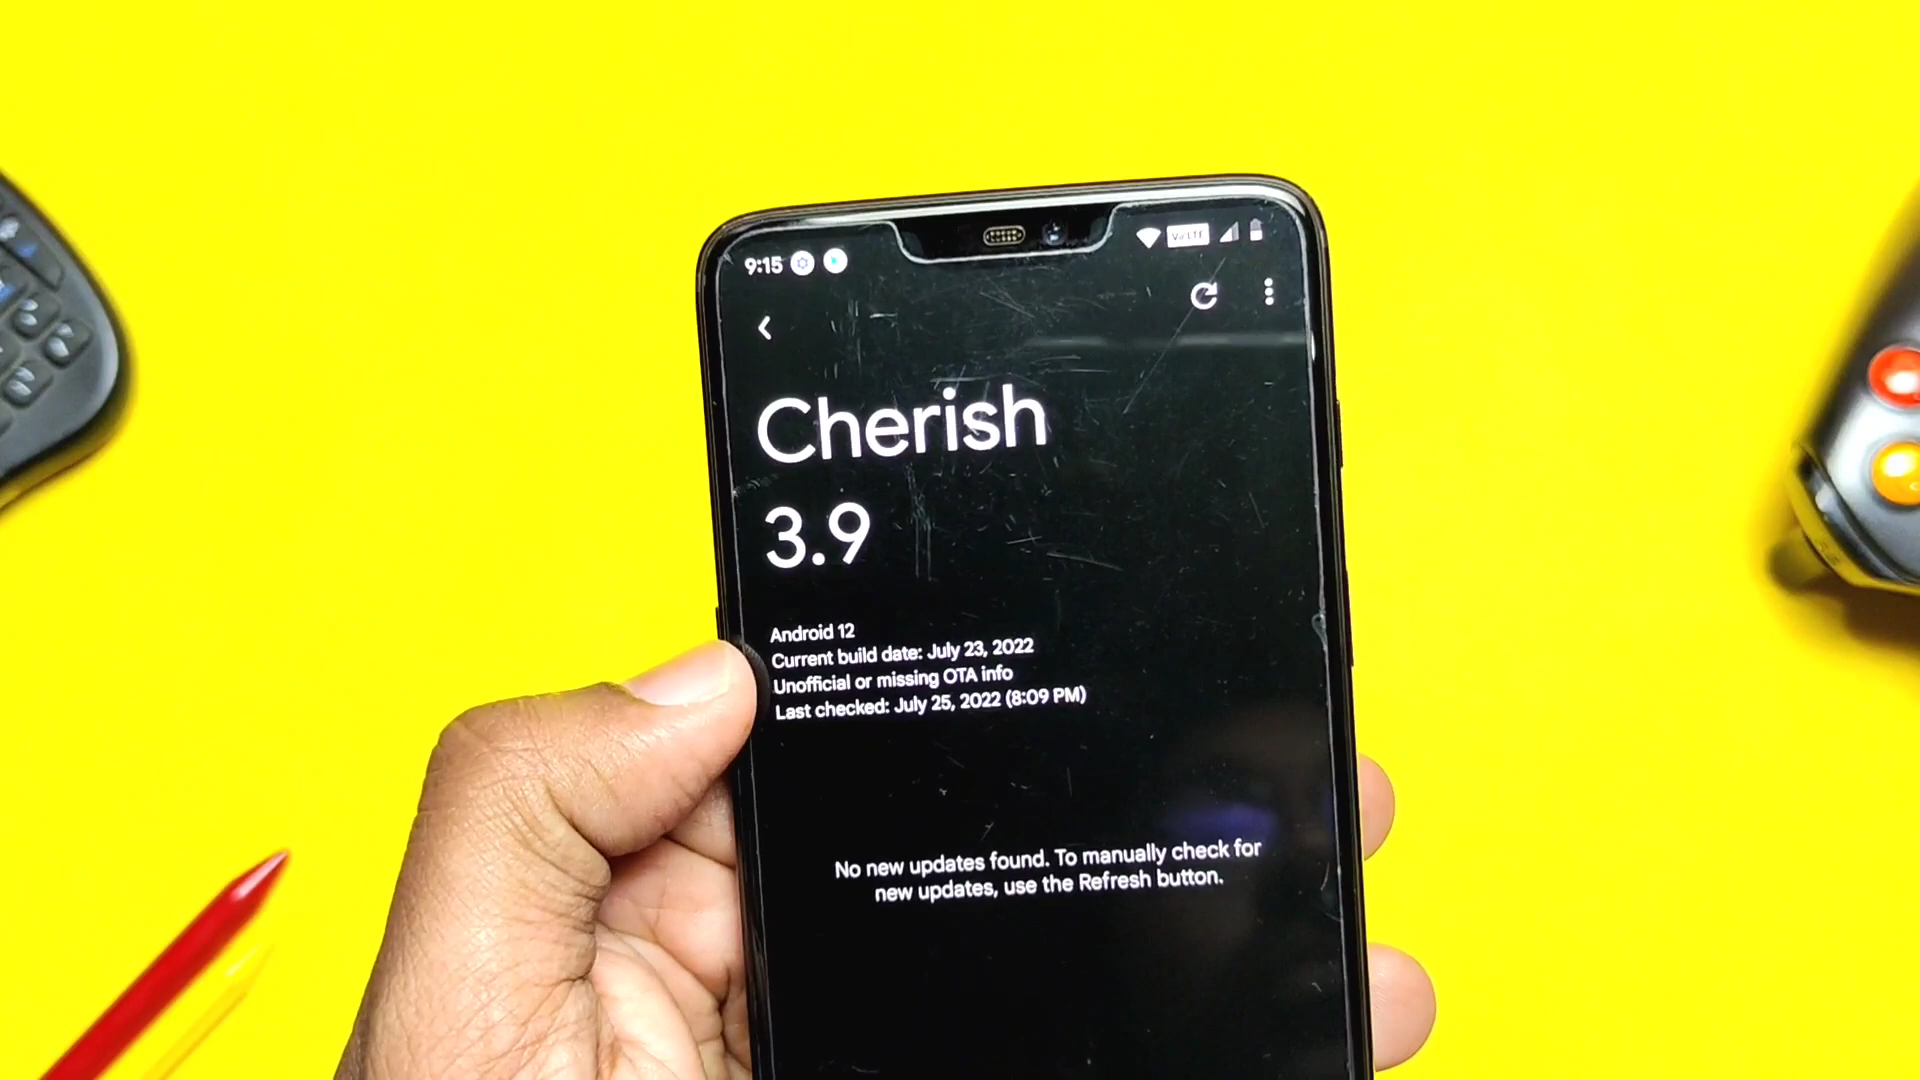 9:15
VoLTE
Cherish
3.9
Android 12
Current build date: July 23, 2022
Unofficial or missing OTA info
Last checked: July 25, 2022 (8:09 PM)
No new updates found. To manually check for
new updates, use the Refresh button.